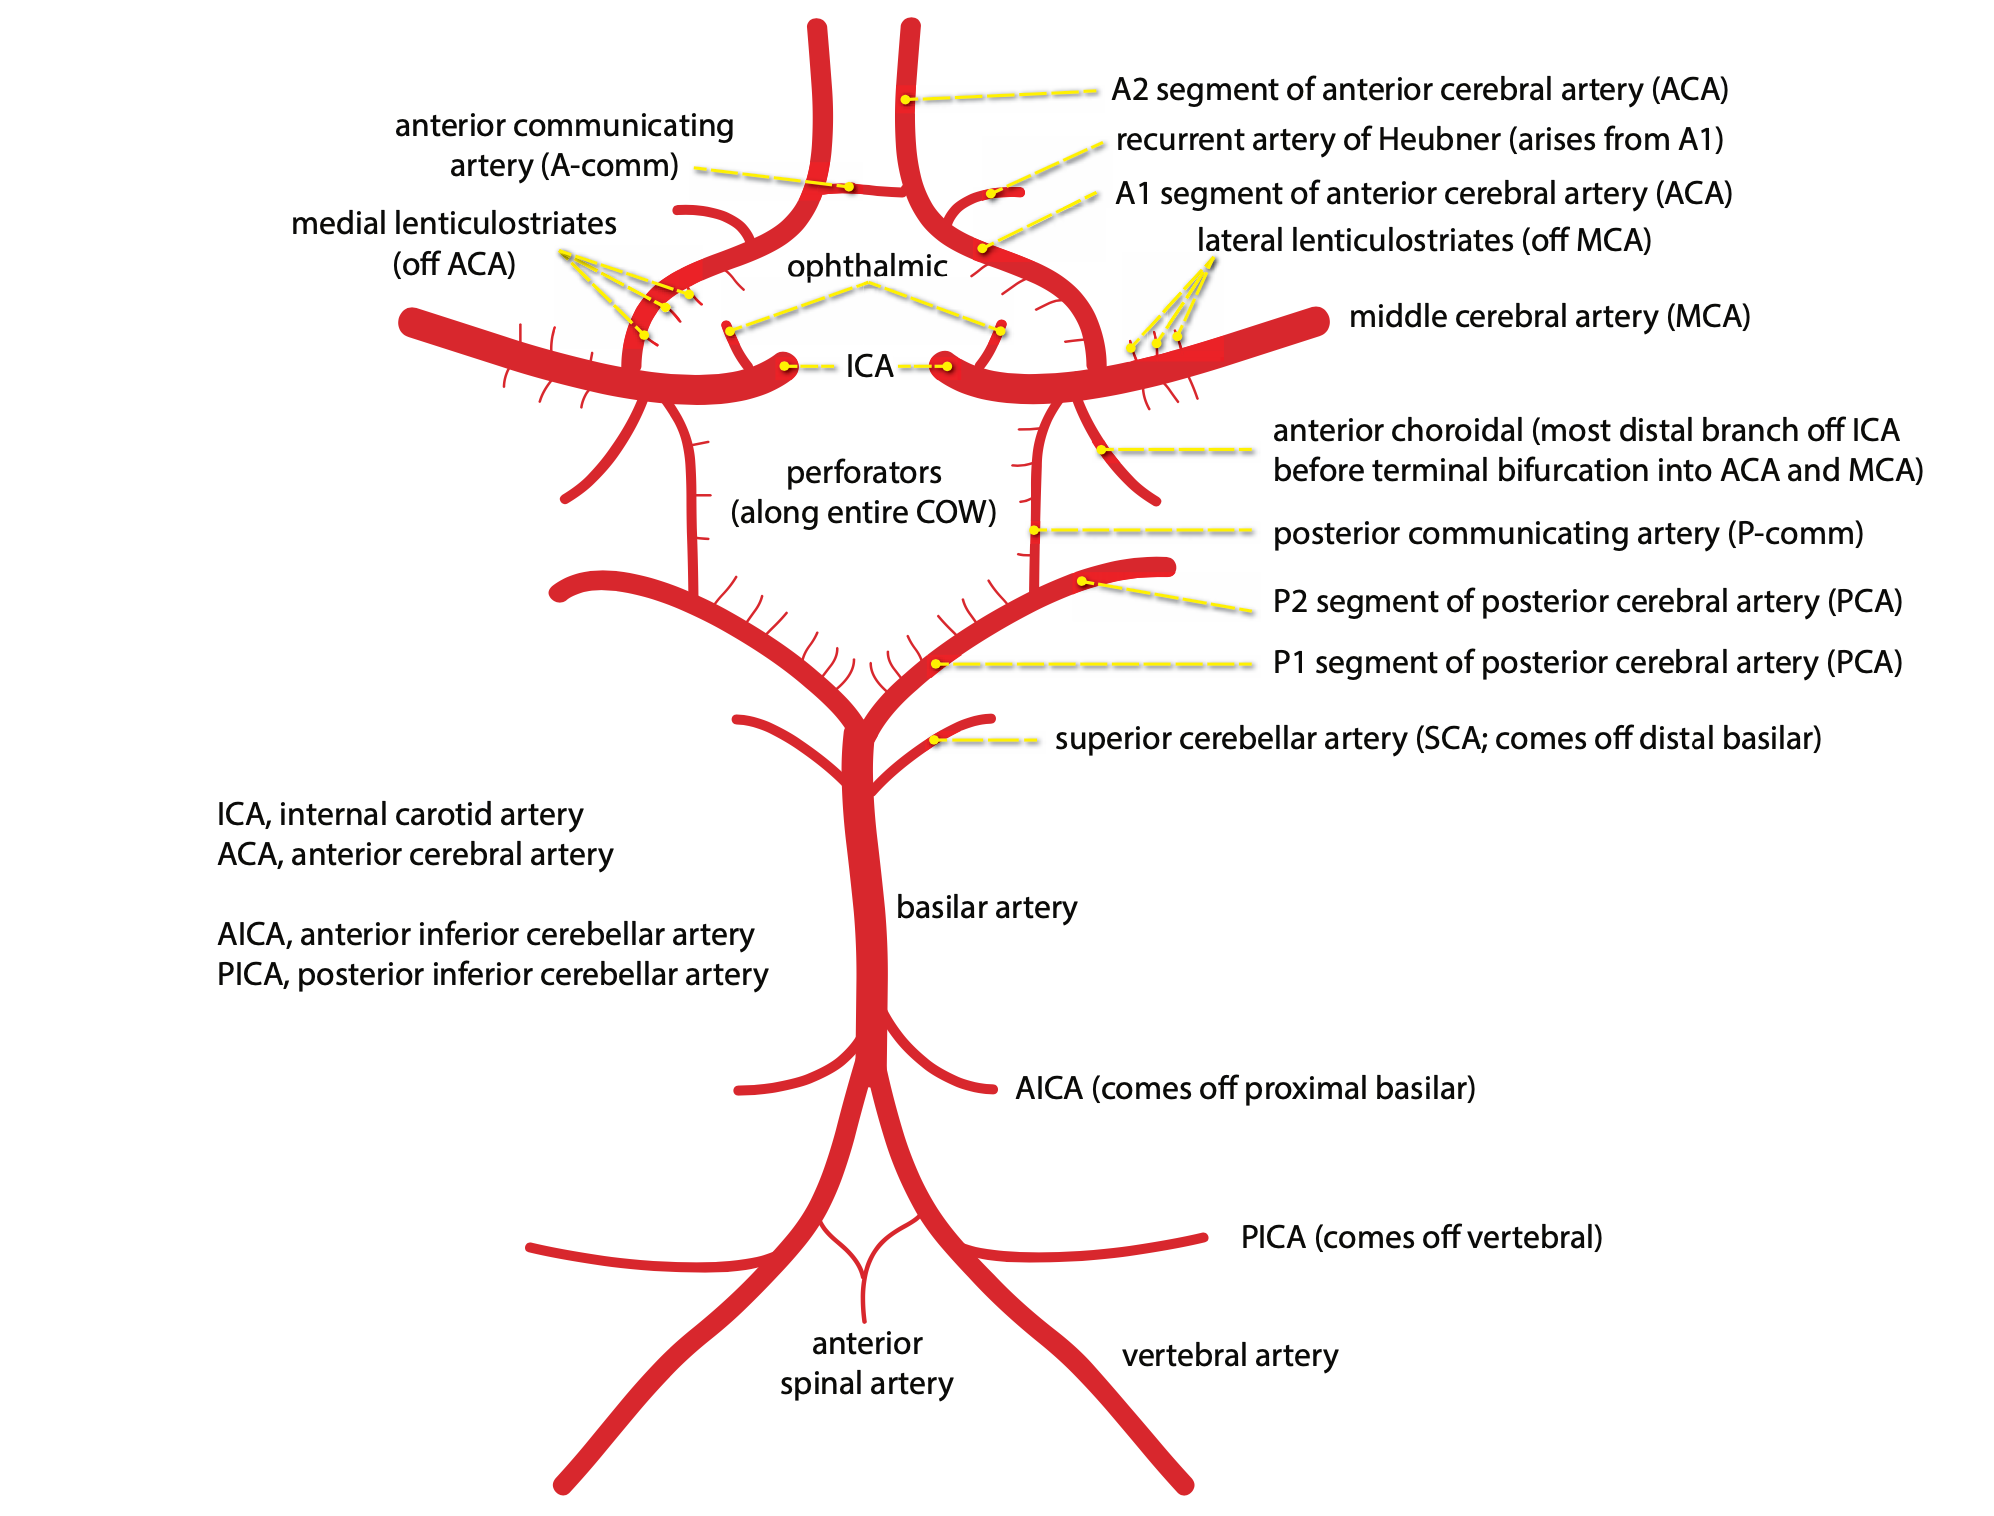 A2 segment of anterior cerebral artery (ACA)
anterior communicating
artery (A-comm)
recurrent artery of Heubner (arises from A1)
A1 segment of anterior cerebral artery (ACA)
medial lenticulostriates
(off ACA)
lateral lenticulostriates (off MCA)
ophthalmic
middle cerebral artery (MCA)
ICA
anterior choroidal (most distal branch off ICA
before terminal bifurcation into ACA and MCA)
perforators
(along entire COW)
posterior communicating artery (P-comm)
P2 segment of posterior cerebral artery (PCA)
P1 segment of posterior cerebral artery (PCA)
superior cerebellar artery (SCA; comes off distal basilar)
ICA, internal carotid artery
ACA, anterior cerebral artery
AICA, anterior inferior cerebellar artery
PICA, posterior inferior cerebellar artery
basilar artery
AICA (comes off proximal basilar)
PICA (comes off vertebral)
anterior
spinal artery
vertebral artery